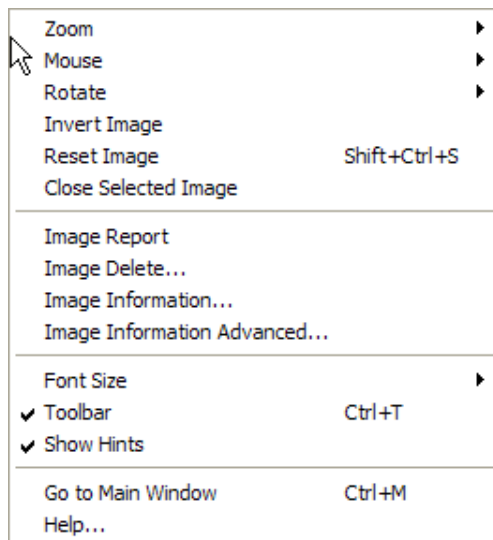 Zoom
Mouse
Rotate
Invert Image
Reset Image Shift+Ctrl+S
Close Selected Image
Image Report
Image Delete...
Image Information...
Image Information Advanced...
Font Size
Toolbar Ctrl+T
Show Hints
Go to Main Window Ctrl+M
Help...